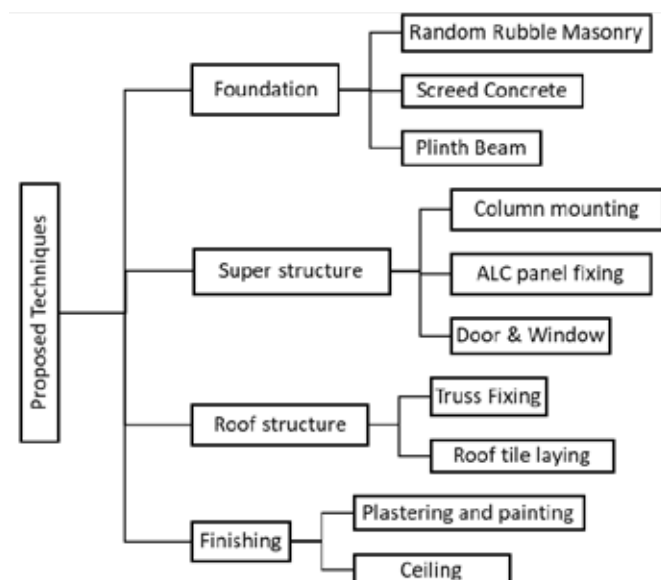 Proposed Techniques
Foundation
Random Rubble Masonry
Screed Concrete
Plinth Beam
Super structure
Column mounting
ALC panel fixing
Door & Window
Roof structure
Truss Fixing
Roof tile laying
Finishing
Plastering and painting
Ceiling